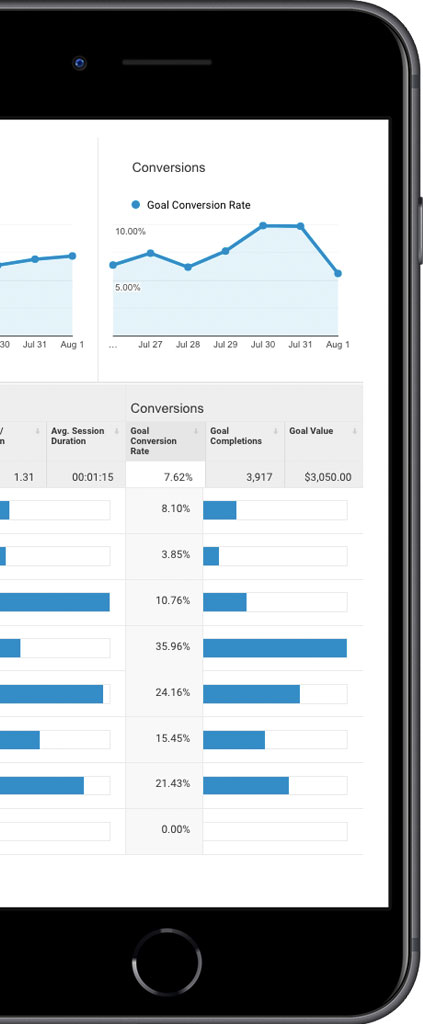 Conversions
Goal Conversion Rate
10.00%
5.00%
30 Jul 31 Aug 1
... Jul 27 Jul 28 Jul 29 Jul 30 Jul 31 Aug 1
Conversions
/
n
Avg. Session
Duration
Goal
Conversion
Rate
Goal
Completions
Goal Value
1.31 00:01:15 7.62% 3,917 $3,050.00
8.10%
3.85%
10.76%
35.96%
24.16%
15.45%
21.43%
0.00%